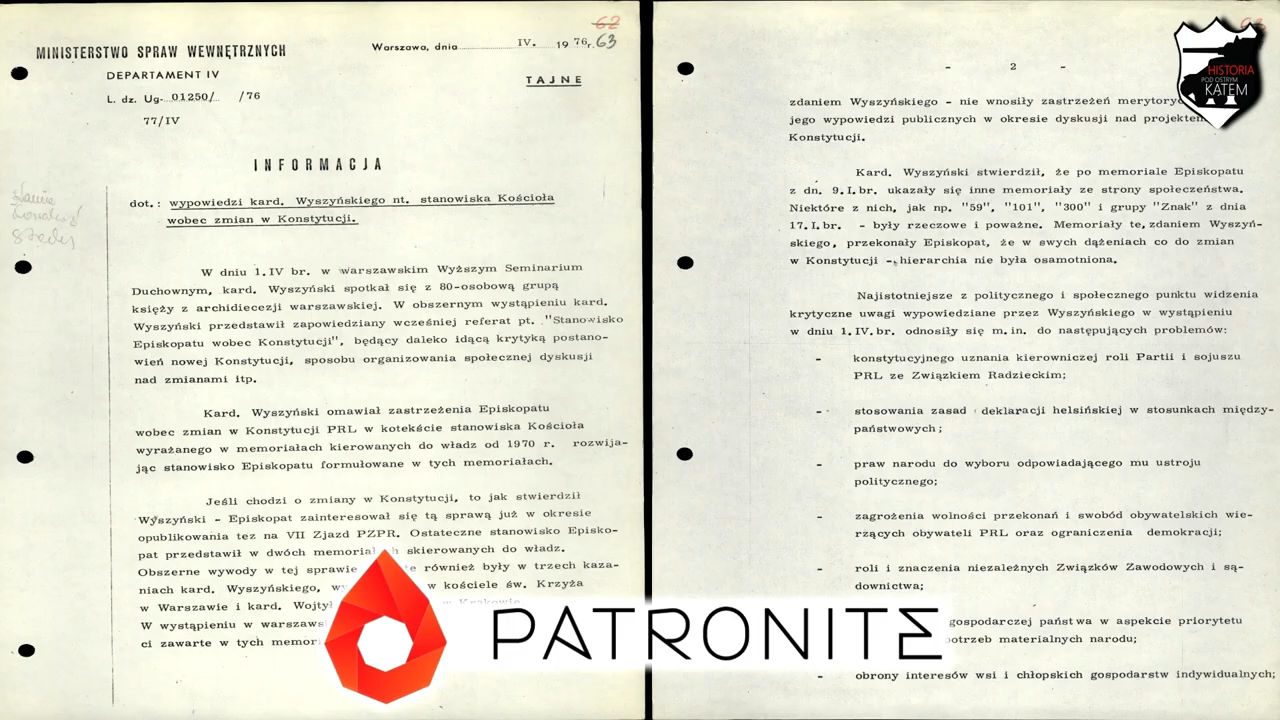 62
MINISTERSTWO SPRAW WEWNĘTRZNYCH
Warszawa, dnia IV. 1976r. 63
DEPARTAMENT IV
TAJNE
L. dz. Ug- 01250/ /76
77/IV
INFORMACJA
dot.: wypowiedzi kard. Wyszyńskiego nt. stanowiska Kościoła
wobec zmian w Konstytucji.
W dniu 1.IV br. w warszawskim Wyższym Seminarium
Duchownym, kard. Wyszyński spotkał się z 80-osobową grupą
księży z archidiecezji warszawskiej. W obszernym wystąpieniu kard.
Wyszyński przedstawił zapowiedziany wcześniej referat pt. "Stanowisko
Episkopatu wobec Konstytucji", będący daleko idącą krytyką postano-
wień nowej Konstytucji, sposobu organizowania społecznej dyskusji
nad zmianami itp.
Kard. Wyszyński omawiał zastrzeżenia Episkopatu
wobec zmian w Konstytucji PRL w kotekście stanowiska Kościoła
wyrażanego w memoriałach kierowanych do władz od 1970 r. rozwija-
jąc stanowisko Episkopatu formułowane w tych memoriałach.
Jeśli chodzi o zmiany w Konstytucji, to jak stwierdził
Wyszyński - Episkopat zainteresował się tą sprawą już w okresie
opublikowania tez na VII Zjazd PZPR. Ostateczne stanowisko Episko-
pat przedstawił w dwóch memoriałach skierowanych do władz.
Obszerne wywody w tej sprawie również były w trzech kaza-
niach kard. Wyszyńskiego, w kościele św. Krzyża
w Warszawie i kard. w Krakowie
W wystąpieniu w
ci zawarte w tych
- 2 -
zdaniem Wyszyńskiego - nie wnosiły zastrzeżeń
jego wypowiedzi publicznych w okresie dyskusji nad projektem
Konstytucji.
Kard. Wyszyński stwierdził, że po memoriale Episkopatu
z dn. 9.I.br. ukazały się inne memoriały ze strony społeczeństwa.
Niektóre z nich, jak np. "59", "101", "300" i grupy "Znak" z dnia
17.I.br. - były rzeczowe i poważne. Memoriały te, zdaniem Wyszyń-
skiego, przekonały Episkopat, że w swych dążeniach co do zmian
w Konstytucji - hierarchia nie była osamotniona.
Najistotniejsze z politycznego i społecznego punktu widzenia
krytyczne uwagi wypowiedziane przez Wyszyńskiego w wystąpieniu
w dniu 1.IV.br. odnosiły się m.in. do następujących problemów:
- konstytucyjnego uznania kierowniczej roli Partii i sojuszu
PRL ze Związkiem Radzieckim;
- stosowania zasad deklaracji helsińskiej w stosunkach między-
państwowych;
- praw narodu do wyboru odpowiadającego mu ustroju
politycznego;
- zagrożenia wolności przekonań i swobód obywatelskich wie-
rzących obywateli PRL oraz ograniczenia demokracji;
- roli i znaczenia niezależnych Związków Zawodowych i są-
downictwa;
gospodarczej państwa w aspekcie priorytetu
materialnych narodu;
- obrony interesów wsi i chłopskich gospodarstw indywidualnych;
HISTORIA
POD OSTRYM
KĄTEM
PATRONITE